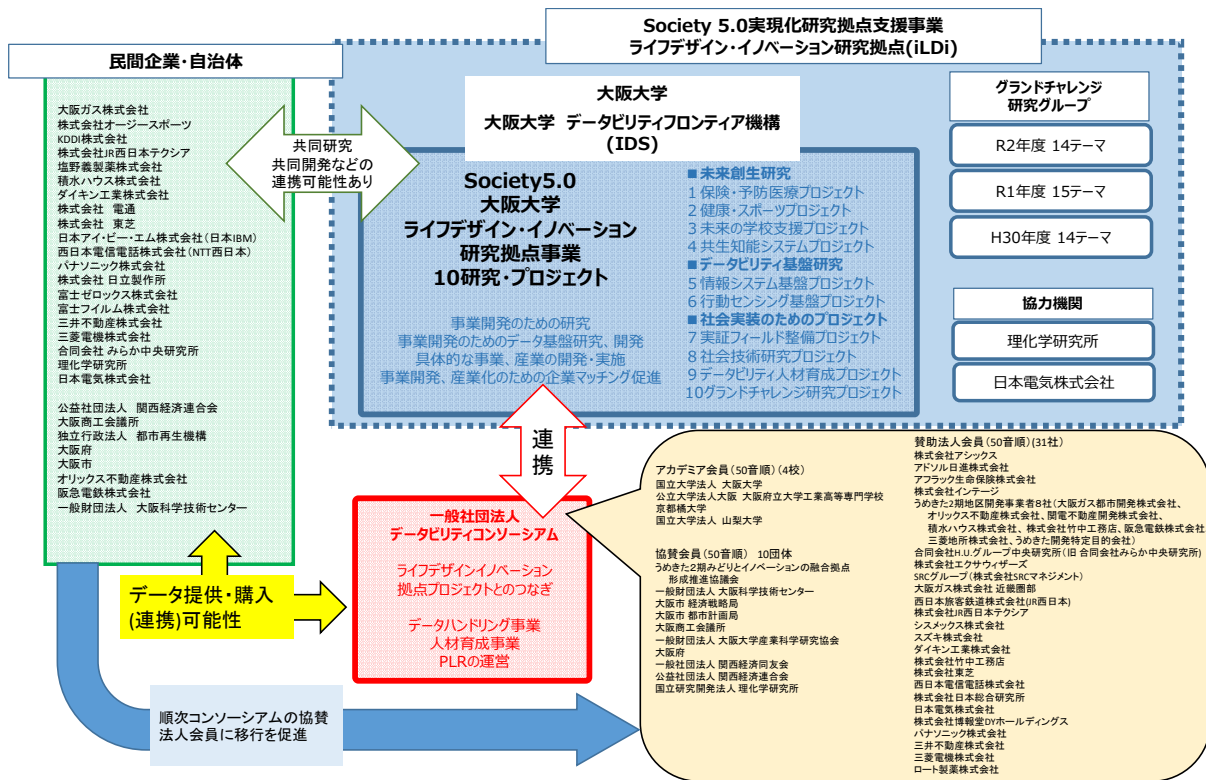 Society 5.0実現化研究拠点支援事業
ライフデザイン・イノベーション研究拠点(iLDi)
民間企業・自治体
大阪ガス株式会社
株式会社オージースポーツ
KDDI株式会社
株式会社JR西日本テクシア
塩野義製薬株式会社
積水ハウス株式会社
ダイキン工業株式会社
株式会社 電通
株式会社 東芝
日本アイ・ビー・エム株式会社(日本IBM)
西日本電信電話株式会社(NTT西日本)
パナソニック株式会社
株式会社 日立製作所
富士ゼロックス株式会社
富士フイルム株式会社
三井不動産株式会社
三菱電機株式会社
合同会社 みらか中央研究所
理化学研究所
日本電気株式会社
公益社団法人 関西経済連合会
大阪商工会議所
独立行政法人 都市再生機構
大阪府
大阪市
オリックス不動産株式会社
阪急電鉄株式会社
一般財団法人 大阪科学技術センター
共同研究
共同開発などの
連携可能性あり
大阪大学
大阪大学 データビリティフロンティア機構
(IDS)
Society5.0
大阪大学
ライフデザイン・イノベーション
研究拠点事業
10研究・プロジェクト
事業開発のための研究
事業開発のためのデータ基盤研究、開発
具体的な事業、産業の開発・実施
事業開発、産業化のための企業マッチング促進
■未来創生研究
1保険・予防医療プロジェクト
2健康・スポーツプロジェクト
3未来の学校支援プロジェクト
4共生知能システムプロジェクト
■データビリティ基盤研究
5情報システム基盤プロジェクト
6行動センシング基盤プロジェクト
■社会実装のためのプロジェクト
7実証フィールド整備プロジェクト
8社会技術研究プロジェクト
9データビリティ人材育成プロジェクト
10グランドチャレンジ研究プロジェクト
グランドチャレンジ
研究グループ
R2年度 14テーマ
R1年度 15テーマ
H30年度 14テーマ
協力機関
理化学研究所
日本電気株式会社
連
携
一般社団法人
データビリティコンソーシアム
ライフデザインイノベーション
拠点プロジェクトとのつなぎ
データハンドリング事業
人材育成事業
PLRの運営
データ提供・購入
(連携)可能性
順次コンソーシアムの協賛
法人会員に移行を促進
アカデミア会員(50音順)(4校)
国立大学法人 大阪大学
公立大学法人大阪 大阪府立大学工業高等専門学校
京都橘大学
国立大学法人 山梨大学
協賛会員(50音順) 10団体
うめきた2期みどりとイノベーションの融合拠点
形成推進協議会
一般財団法人 大阪科学技術センター
大阪市 経済戦略局
大阪市 都市計画局
大阪商工会議所
一般財団法人 大阪大学産業科学研究協会
大阪府
一般社団法人 関西経済同友会
公益社団法人 関西経済連合会
国立研究開発法人 理化学研究所
賛助法人会員(50音順)(31社)
株式会社アシックス
アドソル日進株式会社
アフラック生命保険株式会社
株式会社インテージ
うめきた2期地区開発事業者8社(大阪ガス都市開発株式会社、
オリックス不動産株式会社、関電不動産開発株式会社、
積水ハウス株式会社、株式会社竹中工務店、阪急電鉄株式会社
三菱地所株式会社、うめきた開発特定目的会社)
合同会社H.U.グループ中央研究所(旧 合同会社みらか中央研究所)
株式会社エクサウィザーズ
SRCグループ(株式会社SRCマネジメント)
大阪ガス株式会社 近畿圏部
西日本旅客鉄道株式会社(JR西日本)
株式会社JR西日本テクシア
シスメックス株式会社
スズキ株式会社
ダイキン工業株式会社
株式会社竹中工務店
株式会社東芝
西日本電信電話株式会社
株式会社日本総合研究所
日本電気株式会社
株式会社博報堂DYホールディングス
パナソニック株式会社
三井不動産株式会社
三菱電機株式会社
ロート製薬株式会社